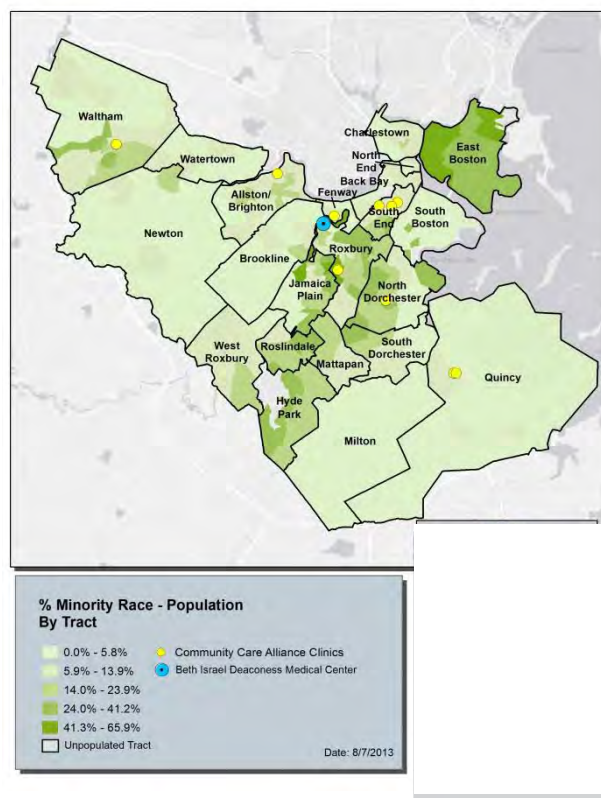 Waltham
Watertown
Charlestown
East
Boston
North
End
Back Bay
Allston/
Brighton
Fenway
South
End
South
Boston
Newton
Brookline
Roxbury
Jamaica
Plain
North
Dorchester
West
Roxbury
Roslindale
Mattapan
South
Dorchester
Quincy
Hyde
Park
Milton
% Minority Race - Population
By Tract
0.0% - 5.8%
5.9% - 13.9%
14.0% - 23.9%
24.0% - 41.2%
41.3% - 65.9%
Unpopulated Tract
Community Care Alliance Clinics
Beth Israel Deaconess Medical Center
Date: 8/7/2013